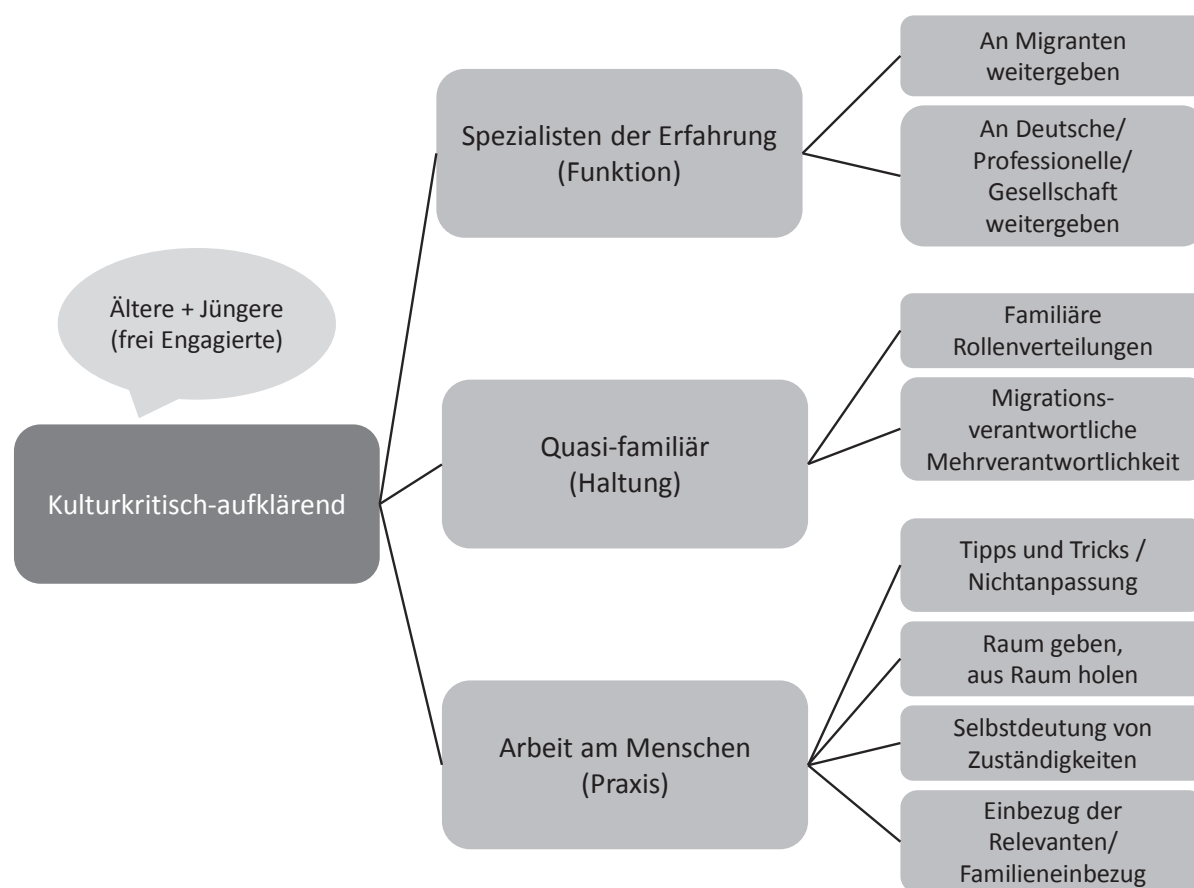 Ältere + Jüngere
(frei Engagierte)
Kulturkritisch-aufklärend
Spezialisten der Erfahrung
(Funktion)
An Migranten
weitergeben
An Deutsche/
Professionelle/
Gesellschaft
weitergeben
Quasi-familiär
(Haltung)
Familiäre
Rollenverteilungen
Migrations-
verantwortliche
Mehrverantwortlichkeit
Arbeit am Menschen
(Praxis)
Tipps und Tricks /
Nichtanpassung
Raum geben,
aus Raum holen
Selbstdeutung von
Zuständigkeiten
Einbezug der
Relevanten/
Familieneinbezug